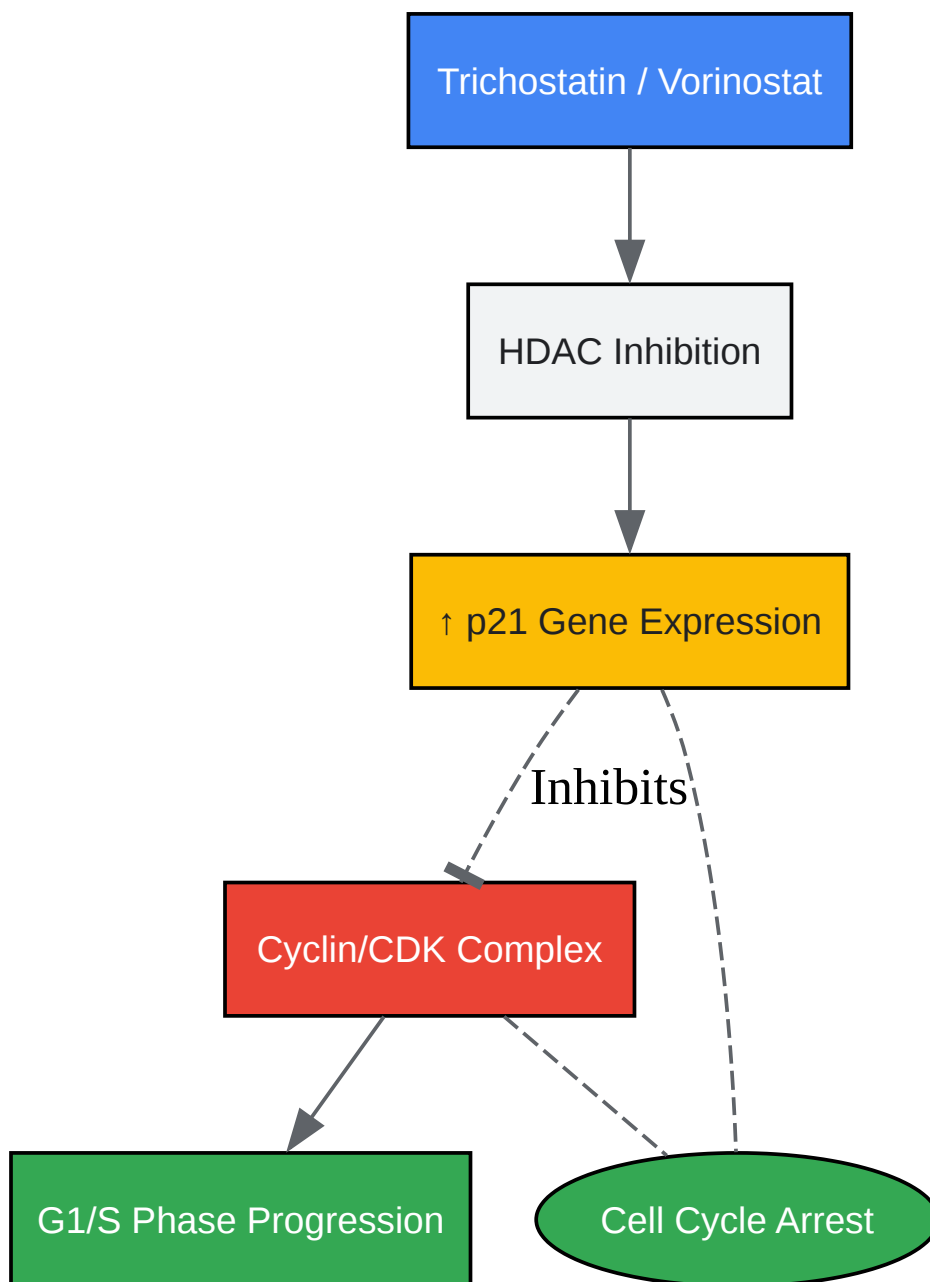 Trichostatin / Vorinostat
HDAC Inhibition
↑ p21 Gene Expression
Inhibits
Cyclin/CDK Complex
G1/S Phase Progression
Cell Cycle Arrest